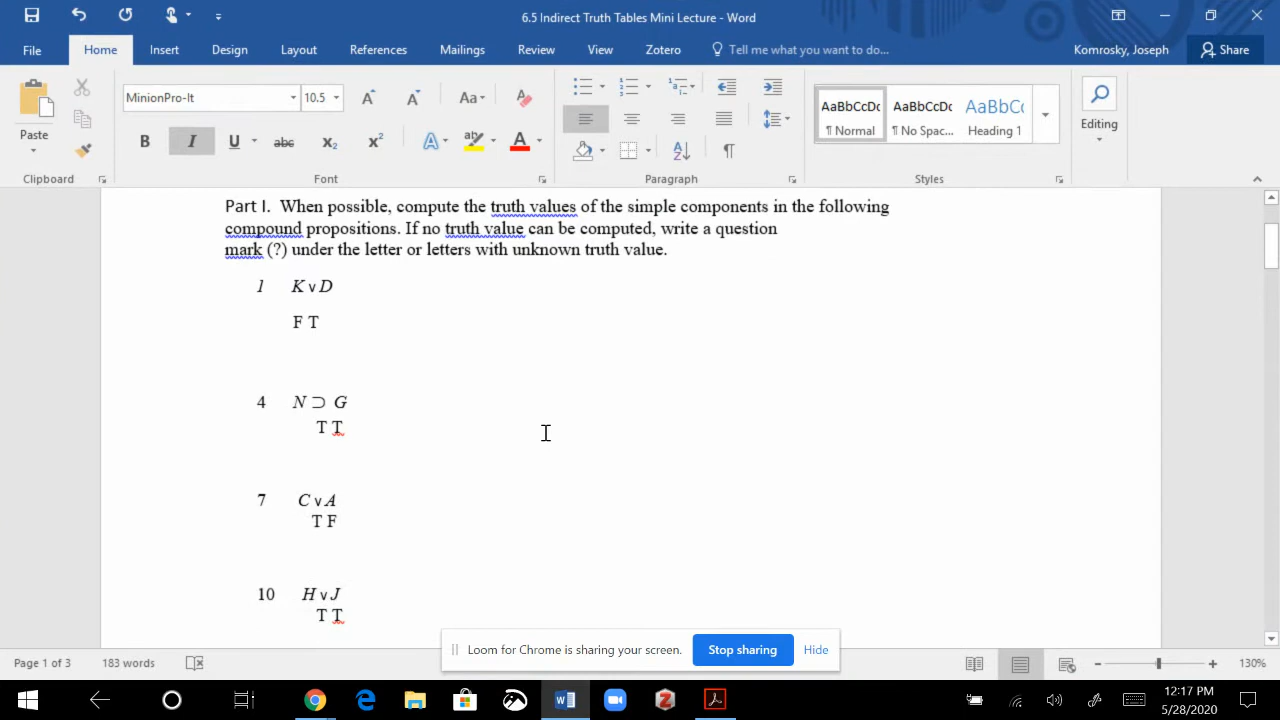 6.5 Indirect Truth Tables Mini Lecture - Word
File Home Insert Design Layout References Mailings Review View Zotero Tell me what you want to do... Komrosky, Joseph Share
MinionPro-It 10.5 A A Aa A
Paste B I U abc X₂ X² A A Editing
AaBbCcDc AaBbCcDc AaBbCc
¶ Normal ¶ No Spac... Heading 1
Clipboard Font Paragraph Styles
Part I. When possible, compute the truth values of the simple components in the following
compound propositions. If no truth value can be computed, write a question
mark (?) under the letter or letters with unknown truth value.
1 K v D
F T
4 N ⊃ G
T T
7 C v A
T F
10 H v J
T T
Loom for Chrome is sharing your screen. Stop sharing Hide
Page 1 of 3 183 words 130%
12:17 PM
5/28/2020